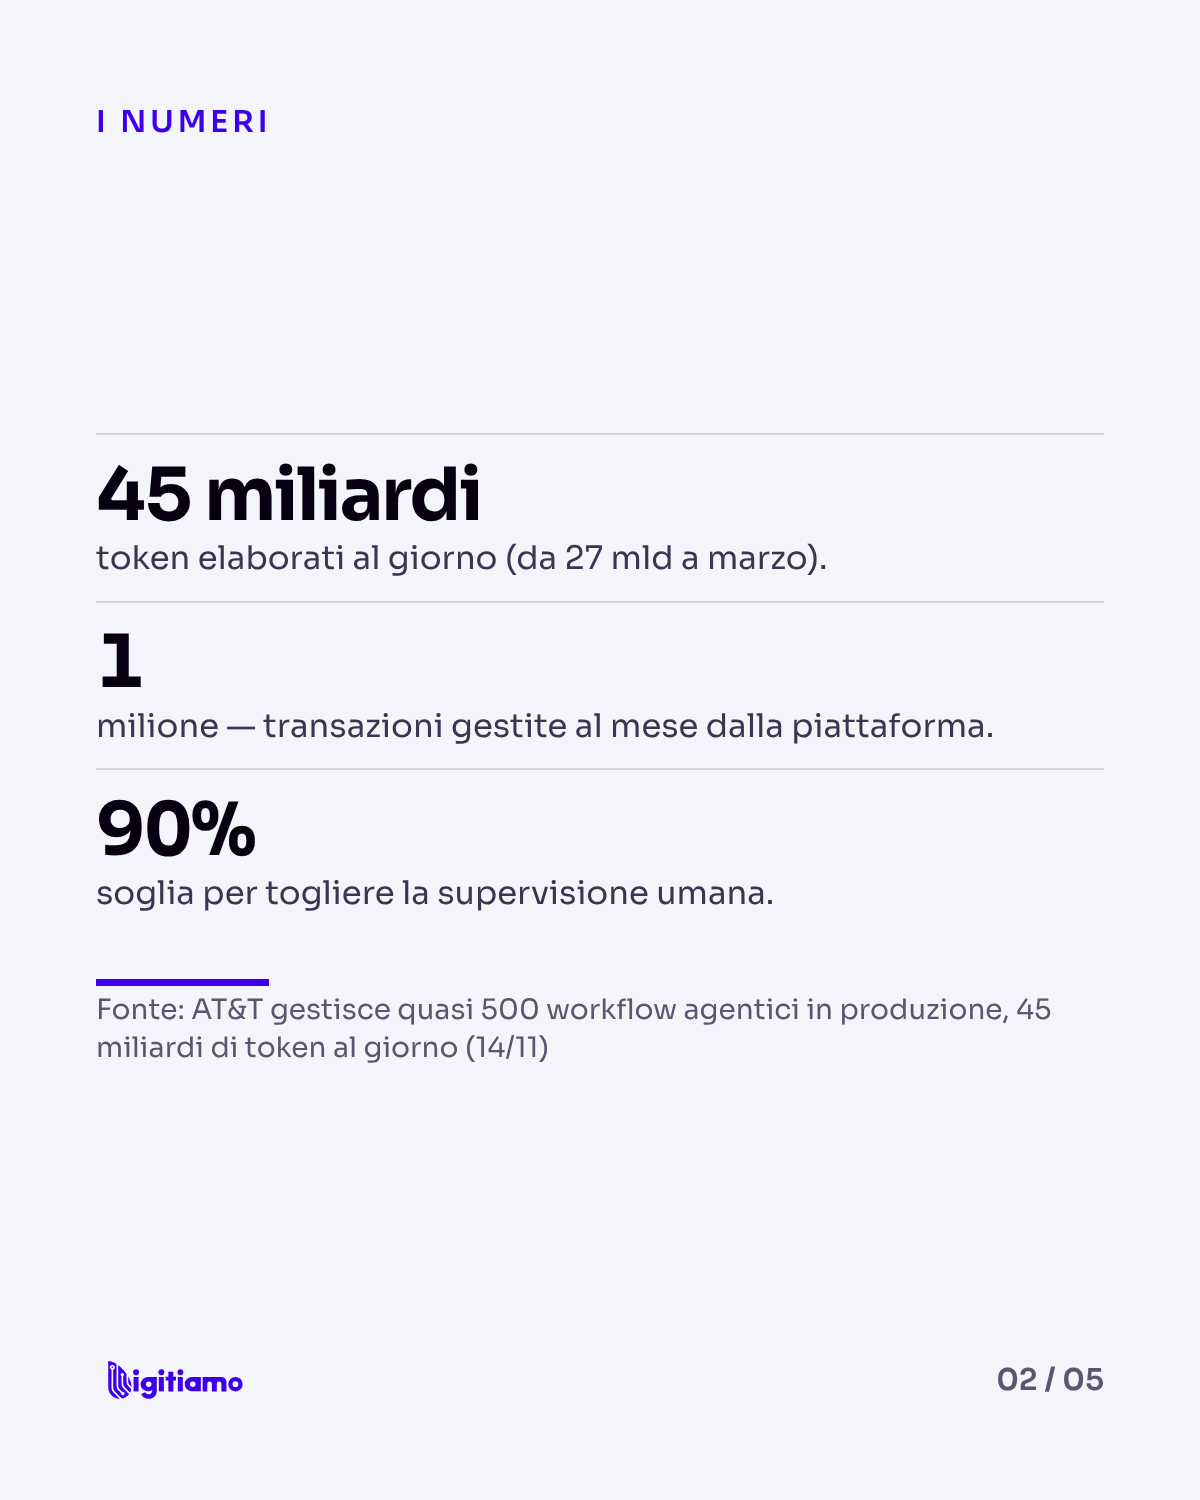 I NUMERI
45 miliardi
token elaborati al giorno (da 27 mld a marzo).
1
milione — transazioni gestite al mese dalla piattaforma.
90%
soglia per togliere la supervisione umana.
Fonte: AT&T gestisce quasi 500 workflow agentici in produzione, 45
miliardi di token al giorno (14/11)
Digitiamo
02 / 05